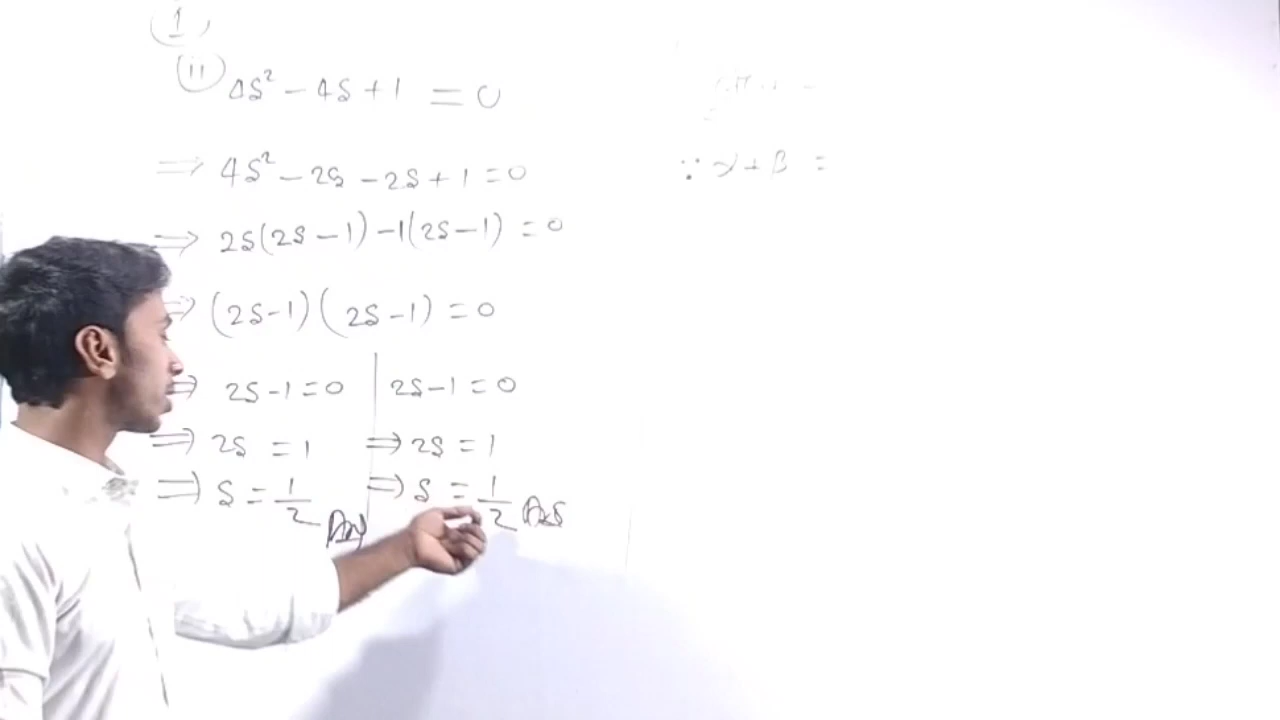 1
ii 4S² - 4S + 1 = 0
⇒ 4S² - 2S - 2S + 1 = 0
⇒ 2S(2S - 1) - 1(2S - 1) = 0
⇒ (2S - 1)(2S - 1) = 0
⇒ 2S - 1 = 0 | 2S - 1 = 0
⇒ 2S = 1 ⇒ 2S = 1
⇒ S = 1/2 Ans ⇒ S = 1/2 Ans
∵ α + β =